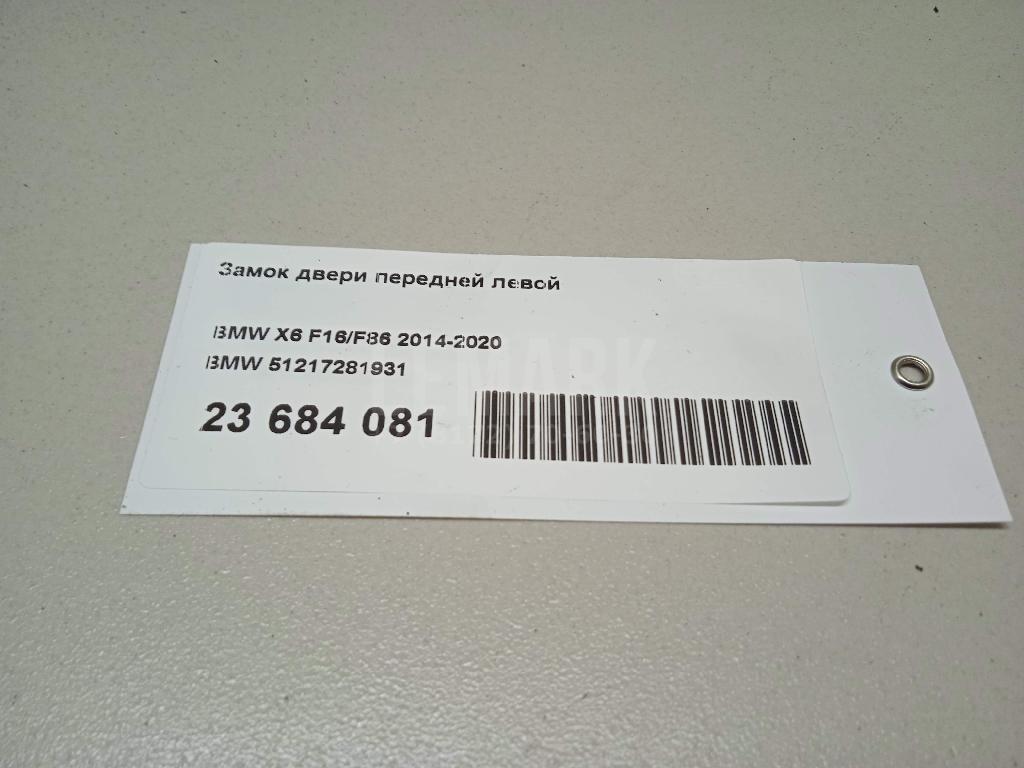 Замок двери передней левой
BMW X6 F16/F86 2014-2020
BMW 51217281931
23 684 081